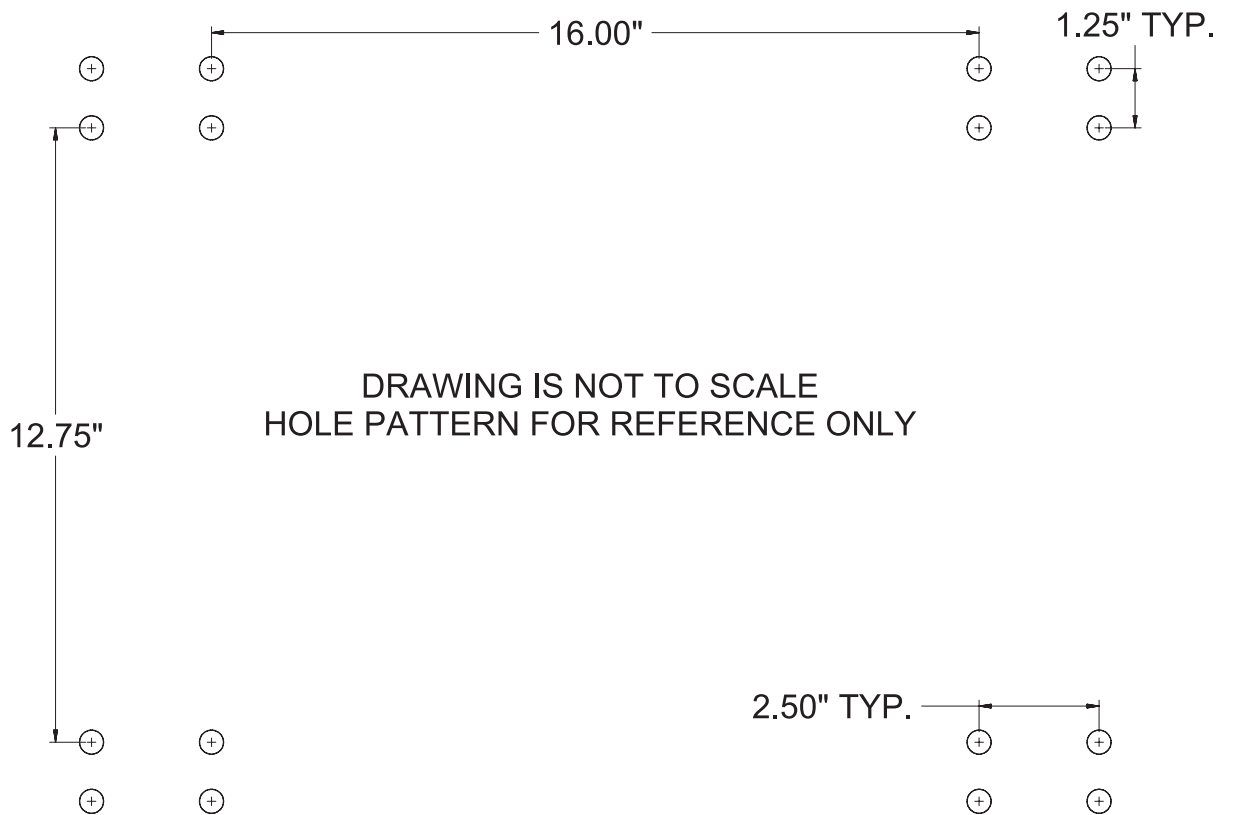 16.00"
1.25" TYP.
DRAWING IS NOT TO SCALE
HOLE PATTERN FOR REFERENCE ONLY
12.75"
2.50" TYP.